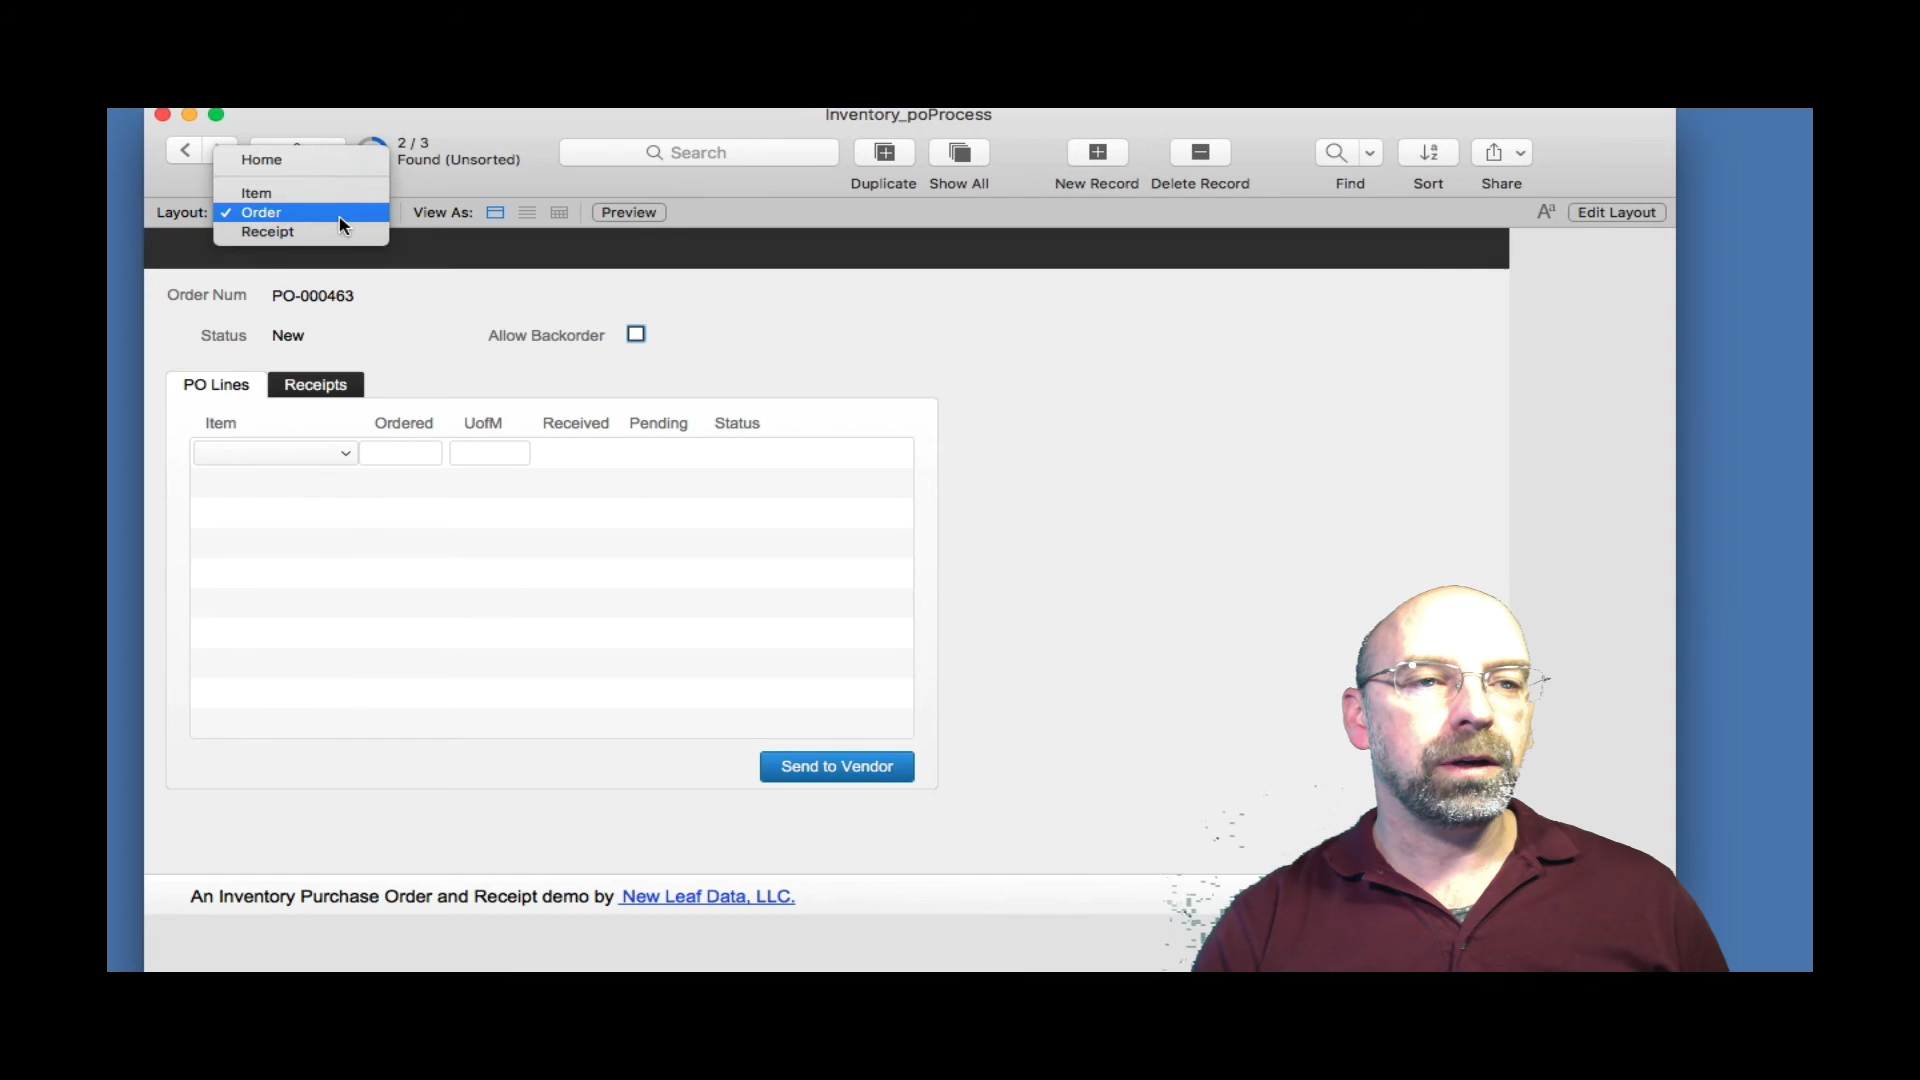 Inventory_poProcess
2 / 3
Found (Unsorted)
Search
Duplicate
Show All
New Record
Delete Record
Find
Sort
Share
Home
Item
Order
Receipt
Layout:
View As:
Preview
Aa
Edit Layout
Order Num PO-000463
Status New
Allow Backorder
PO Lines
Receipts
Item Ordered UofM Received Pending Status
Send to Vendor
An Inventory Purchase Order and Receipt demo by New Leaf Data, LLC.